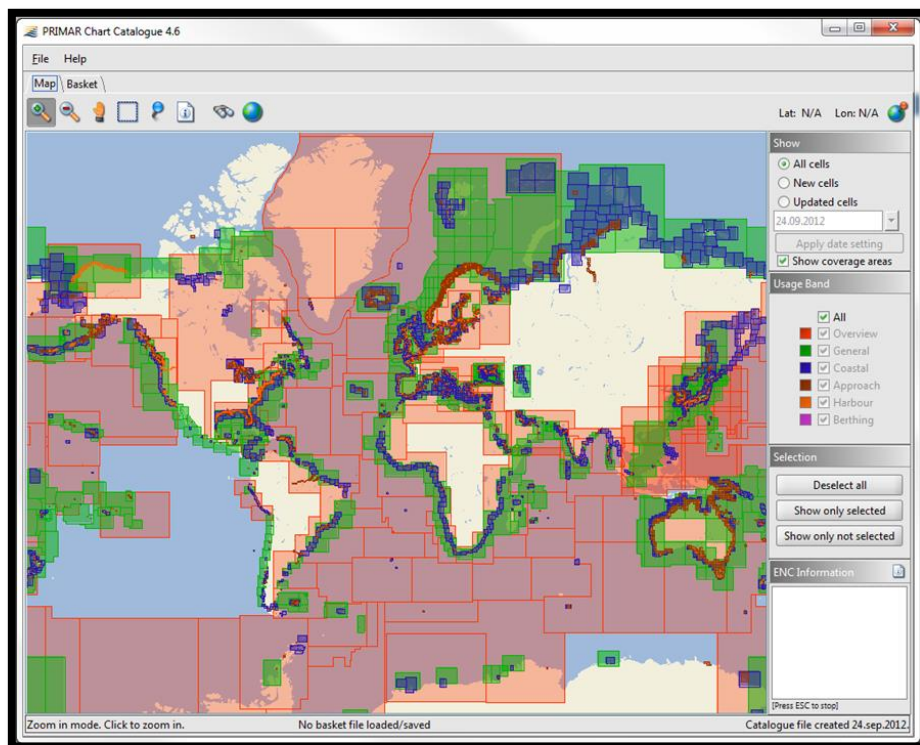 PRIMAR Chart Catalogue 4.6
File Help
Map Basket
Lat: N/A Lon: N/A
Show
All cells
New cells
Updated cells
24.09.2012
Apply date setting
Show coverage areas
Usage Band
All
Overview
General
Coastal
Approach
Harbour
Berthing
Selection
Deselect all
Show only selected
Show only not selected
ENC Information
[Press ESC to stop]
Zoom in mode. Click to zoom in. No basket file loaded/saved Catalogue file created 24.sep.2012.